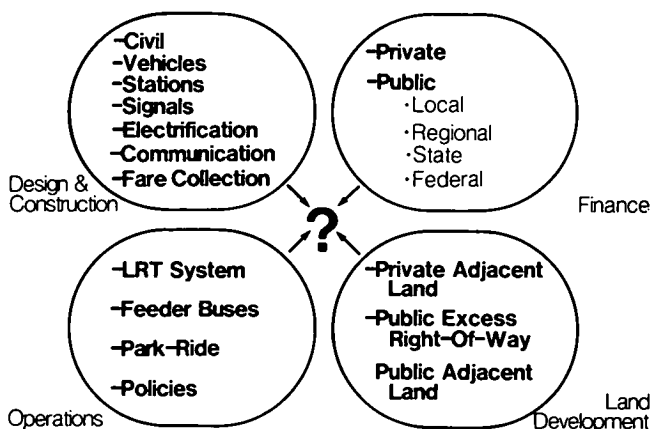 -Civil
-Vehicles
-Stations
-Signals
-Electrification
-Communication
-Fare Collection
Design &
Construction
-Private
-Public
·Local
·Regional
·State
·Federal
Finance
?
-LRT System
-Feeder Buses
-Park-Ride
-Policies
Operations
-Private Adjacent
Land
-Public Excess
Right-Of-Way
Public Adjacent
Land
Land
Development